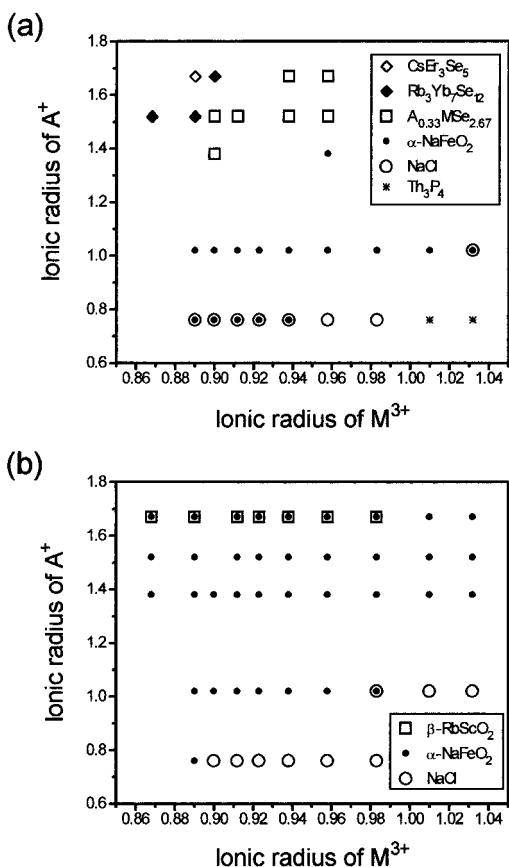 (a)
1.8
1.6
1.4
1.2
1.0
0.8
0.6
Ionic radius of A⁺
CsEr₃Se₅
Rb₃Yb₇Se₁₂
A₀.₃₃MSe₂.₆₇
α-NaFeO₂
NaCl
Th₃P₄
0.86 0.88 0.90 0.92 0.94 0.96 0.98 1.00 1.02 1.04
Ionic radius of M³⁺
(b)
1.8
1.6
1.4
1.2
1.0
0.8
0.6
Ionic radius of A⁺
β-RbScO₂
α-NaFeO₂
NaCl
0.86 0.88 0.90 0.92 0.94 0.96 0.98 1.00 1.02 1.04
Ionic radius of M³⁺